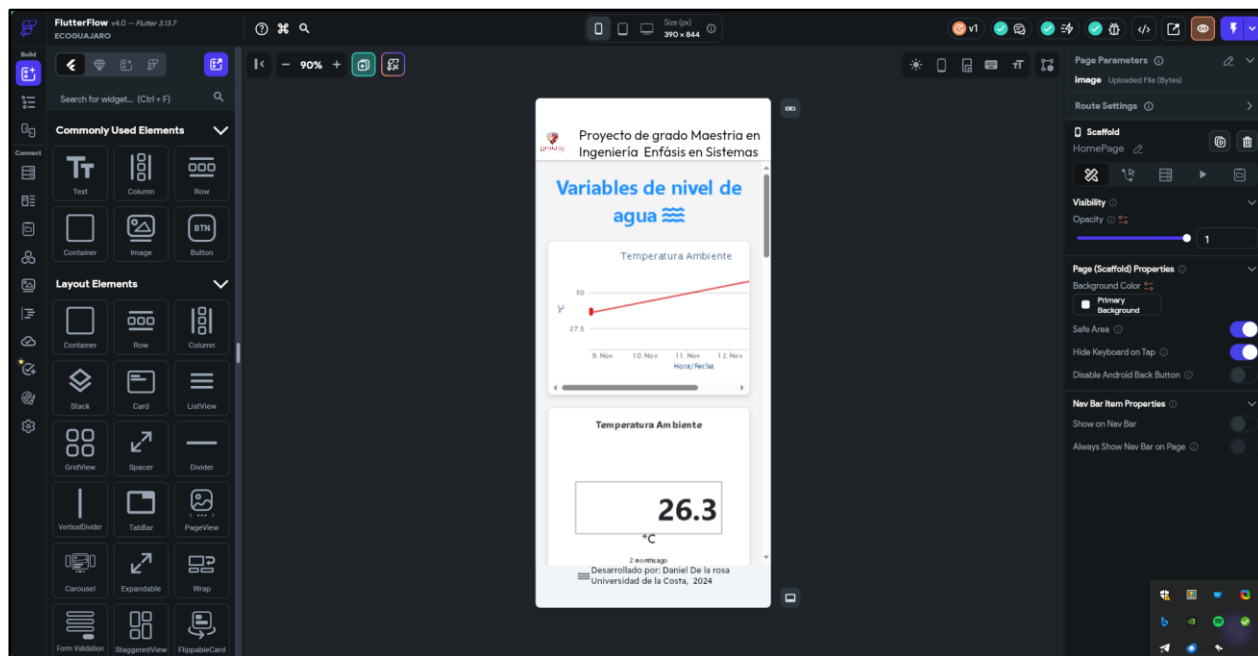 FlutterFlow v4.0 — Flutter 3.13.7
ECOGUAJARO
Size (px)
390 × 844
v1
Build
Connect
90%
Search for widget... (Ctrl + F)
Commonly Used Elements
Text
Column
Row
BTN
Container
Image
Button
Layout Elements
Container
Row
Column
Stack
Card
ListView
GridView
Spacer
Divider
VerticalDivider
TabBar
PageView
Carousel
Expandable
Wrap
Form Validation
StaggeredView
FlippableCard
Proyecto de grado Maestria en
Ingeniería Enfásis en Sistemas
Variables de nivel de
agua
Temperatura Ambiente
30
27.5
9. Nov
10. Nov
11. Nov
12. Nov
Hora/Fecha
Temperatura Ambiente
26.3
°C
2 months ago
Desarrollado por: Daniel De la rosa
Universidad de la Costa, 2024
Page Parameters
image Uploaded File (Bytes)
Route Settings
Scaffold
HomePage
Visibility
Opacity
1
Page (Scaffold) Properties
Background Color
Primary
Background
Safe Area
Hide Keyboard on Tap
Disable Android Back Button
Nav Bar Item Properties
Show on Nav Bar
Always Show Nav Bar on Page